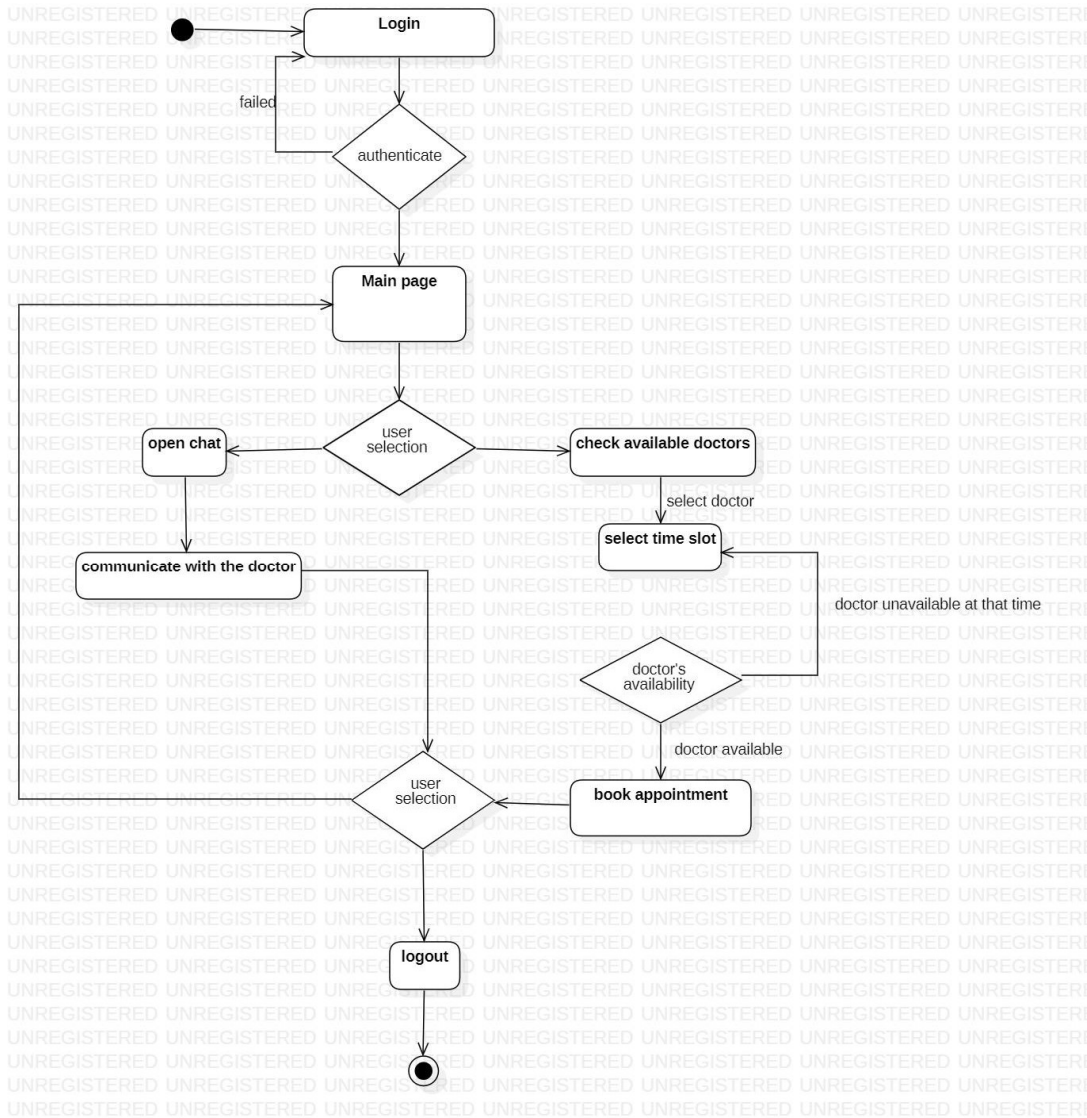 Login
failed
authenticate
Main page
user
selection
open chat
check available doctors
select doctor
select time slot
communicate with the doctor
doctor unavailable at that time
doctor's
availability
doctor available
user
selection
book appointment
logout
UNREGISTERED